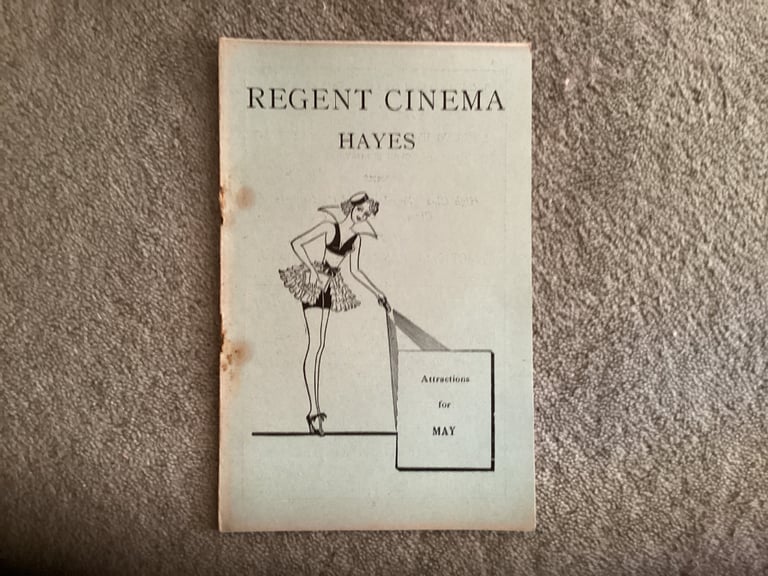 REGENT CINEMA
HAYES
Attractions
for
MAY